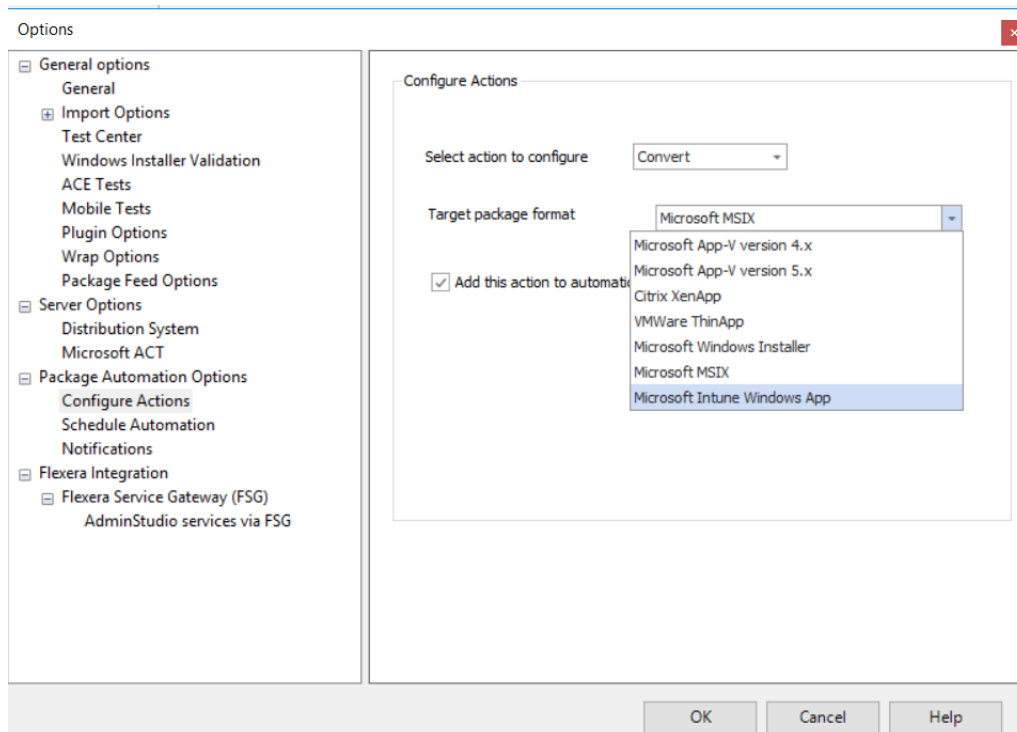 Options
General options
General
Import Options
Test Center
Windows Installer Validation
ACE Tests
Mobile Tests
Plugin Options
Wrap Options
Package Feed Options
Server Options
Distribution System
Microsoft ACT
Package Automation Options
Configure Actions
Schedule Automation
Notifications
Flexera Integration
Flexera Service Gateway (FSG)
AdminStudio services via FSG
Configure Actions
Select action to configure
Convert
Target package format
Microsoft MSIX
Microsoft App-V version 4.x
Microsoft App-V version 5.x
Citrix XenApp
VMWare ThinApp
Microsoft Windows Installer
Microsoft MSIX
Microsoft Intune Windows App
Add this action to automatic
OK
Cancel
Help